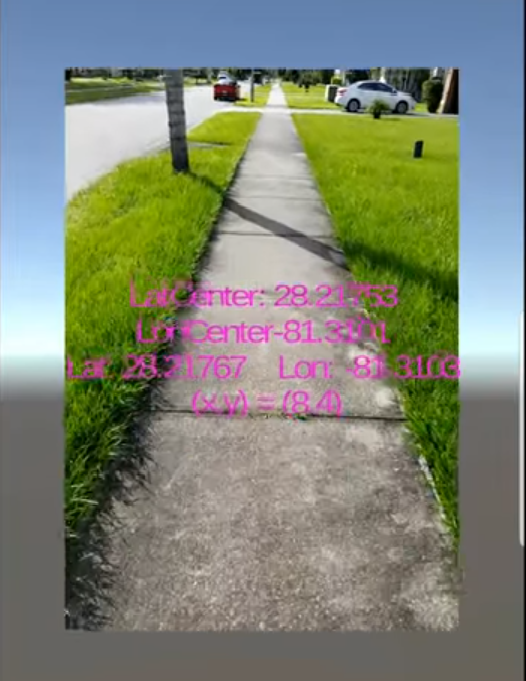 LatCenter: 28.21753
LonCenter-81.3101
Lat: 28.21767 Lon: -81.3103
(x,y) = (8,4)